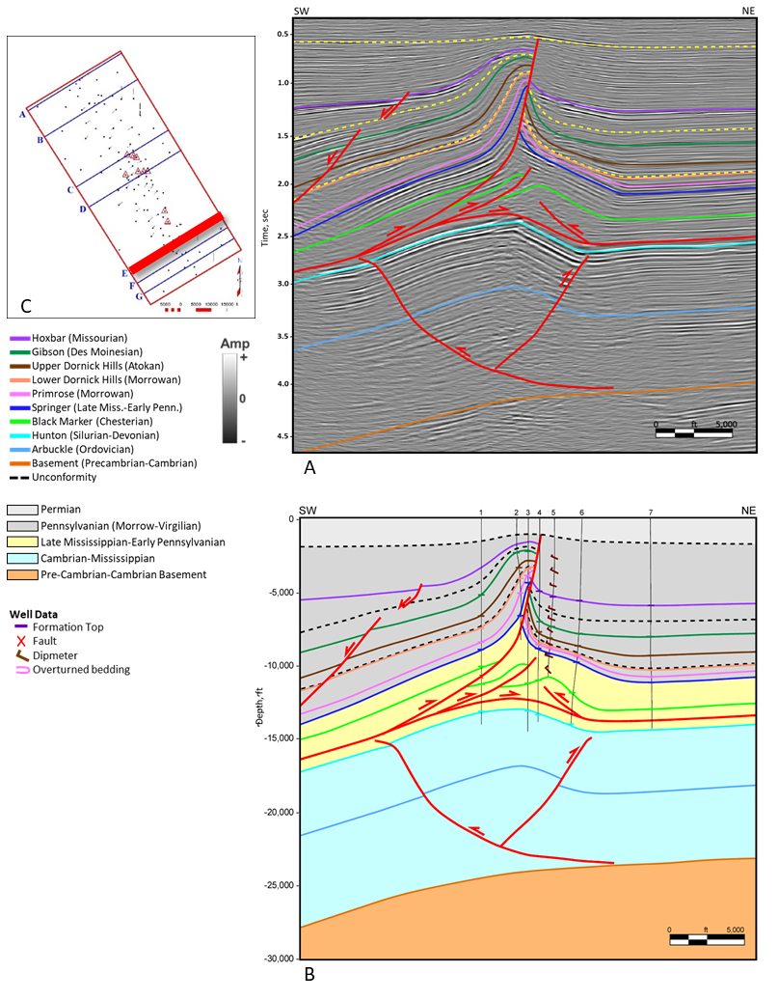 SW
NE
0.5
1.0
1.5
2.0
2.5
3.0
3.5
4.0
4.5
Time, sec
0 ft 5,000
A
A
B
C
D
E
F
G
C
5000 0 5000 10000
Hoxbar (Missourian)
Gibson (Des Moinesian)
Upper Dornick Hills (Atokan)
Lower Dornick Hills (Morrowan)
Primrose (Morrowan)
Springer (Late Miss.-Early Penn.)
Black Marker (Chesterian)
Hunton (Silurian-Devonian)
Arbuckle (Ordovician)
Basement (Precambrian-Cambrian)
Unconformity
Amp
+
0
-
Permian
Pennsylvanian (Morrow-Virgilian)
Late Mississippian-Early Pennsylvanian
Cambrian-Mississippian
Pre-Cambrian-Cambrian Basement
Well Data
Formation Top
Fault
Dipmeter
Overturned bedding
SW
NE
1 2 3 4 5 6 7
0
-5,000
-10,000
-15,000
-20,000
-25,000
-30,000
Depth, ft
0 ft 5,000
B